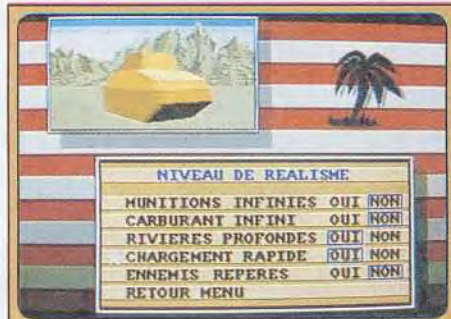 NIVEAU DE REALISME
MUNITIONS INFINIES OUI NON
CARBURANT INFINI OUI NON
RIVIERES PROFONDES OUI NON
CHARGEMENT RAPIDE OUI NON
ENNEMIS REPERES OUI NON
RETOUR MENU